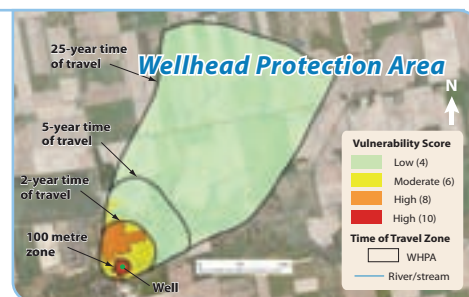 25-year time
of travel
Wellhead Protection Area
N
5-year time
of travel
2-year time
of travel
100 metre
zone
Well
Vulnerability Score
Low (4)
Moderate (6)
High (8)
High (10)
Time of Travel Zone
WHPA
River/stream